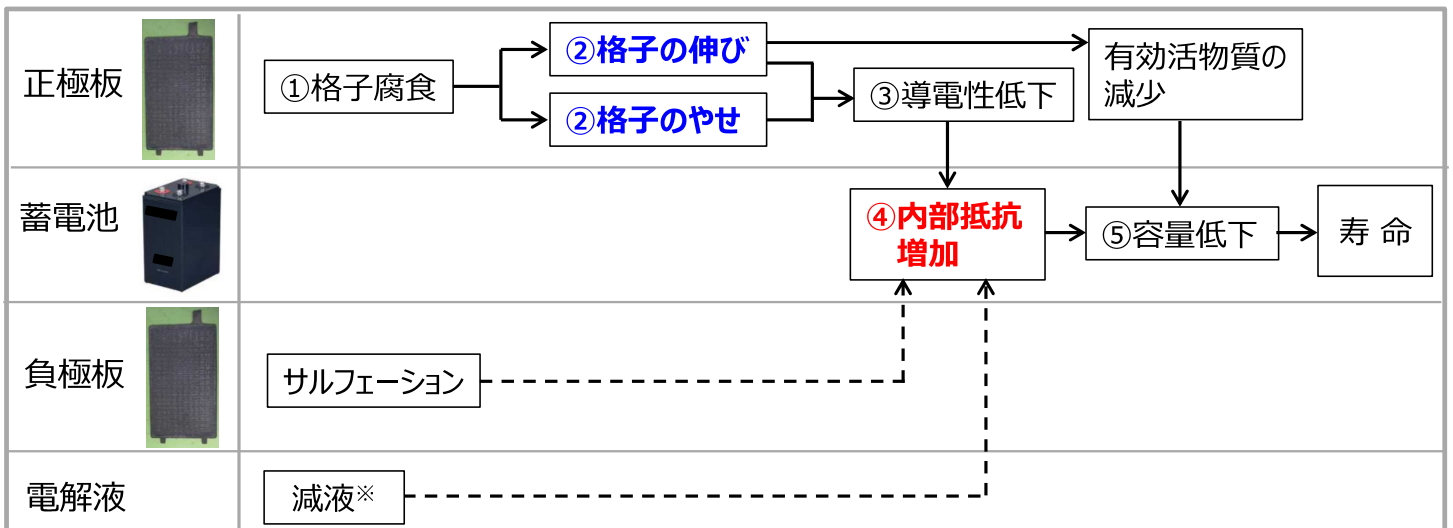 正極板
①格子腐食
②格子の伸び
②格子のやせ
③導電性低下
有効活物質の
減少
蓄電池
④内部抵抗
増加
⑤容量低下
寿 命
負極板
サルフェーション
電解液
減液※